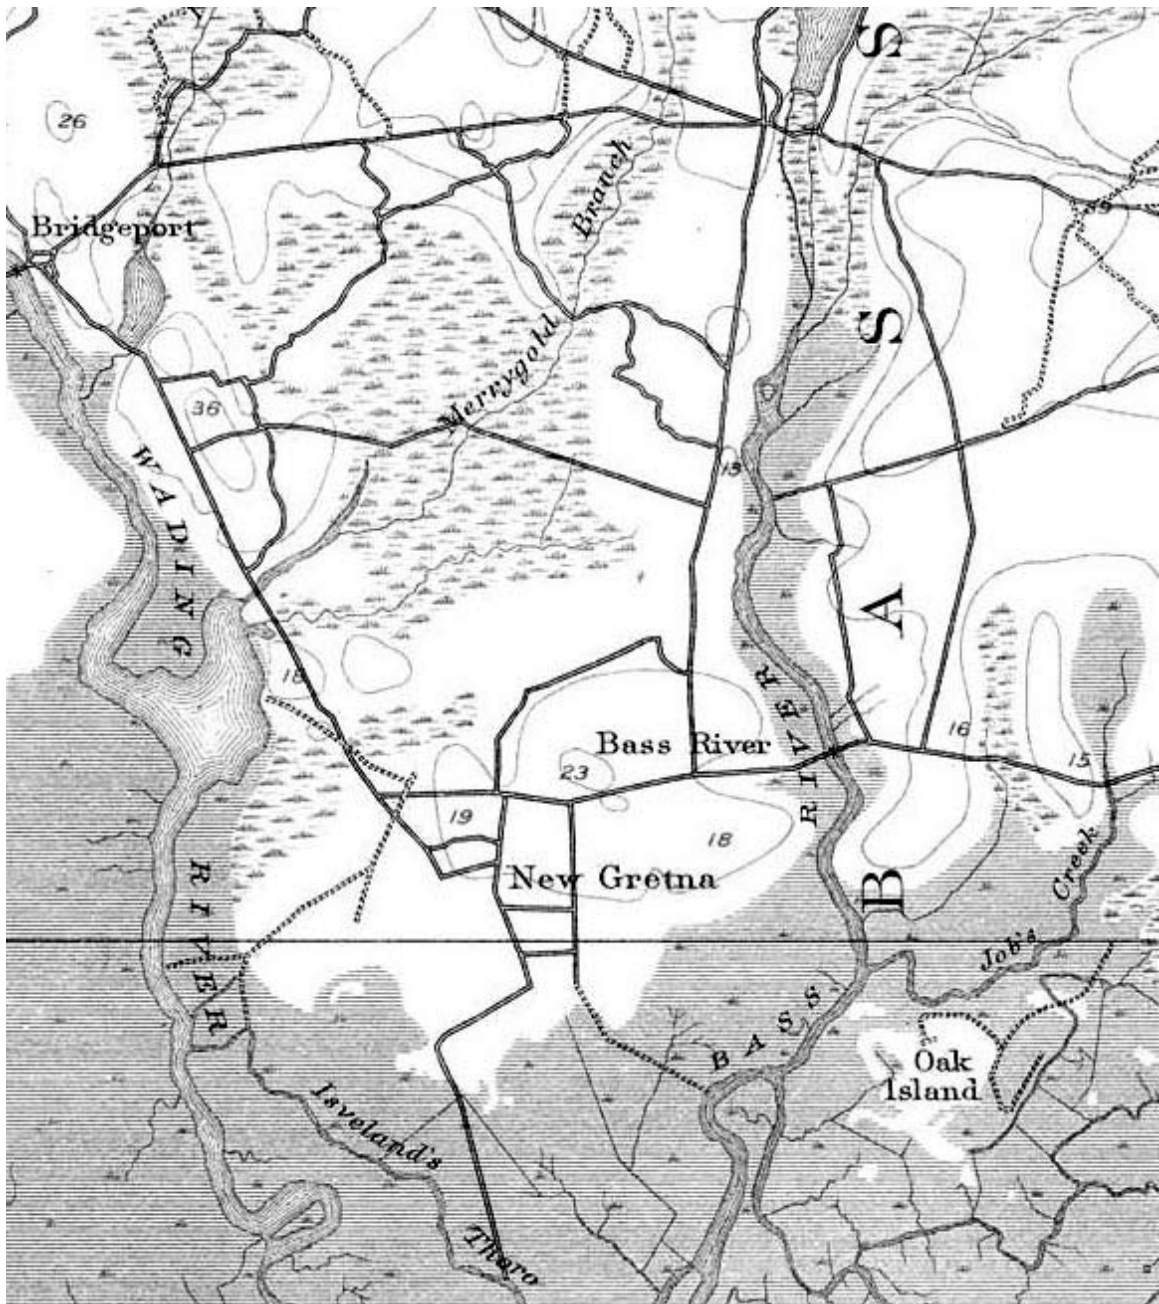 S
26
Branch
Bridgeport
S
Merrygold
36
WADING
13
A
18
RIVER
Bass River
16
15
23
19
18
New Gretna
Creek
B
RIVER
Job's
BASS
Oak
Island
Isveland's
Thoro